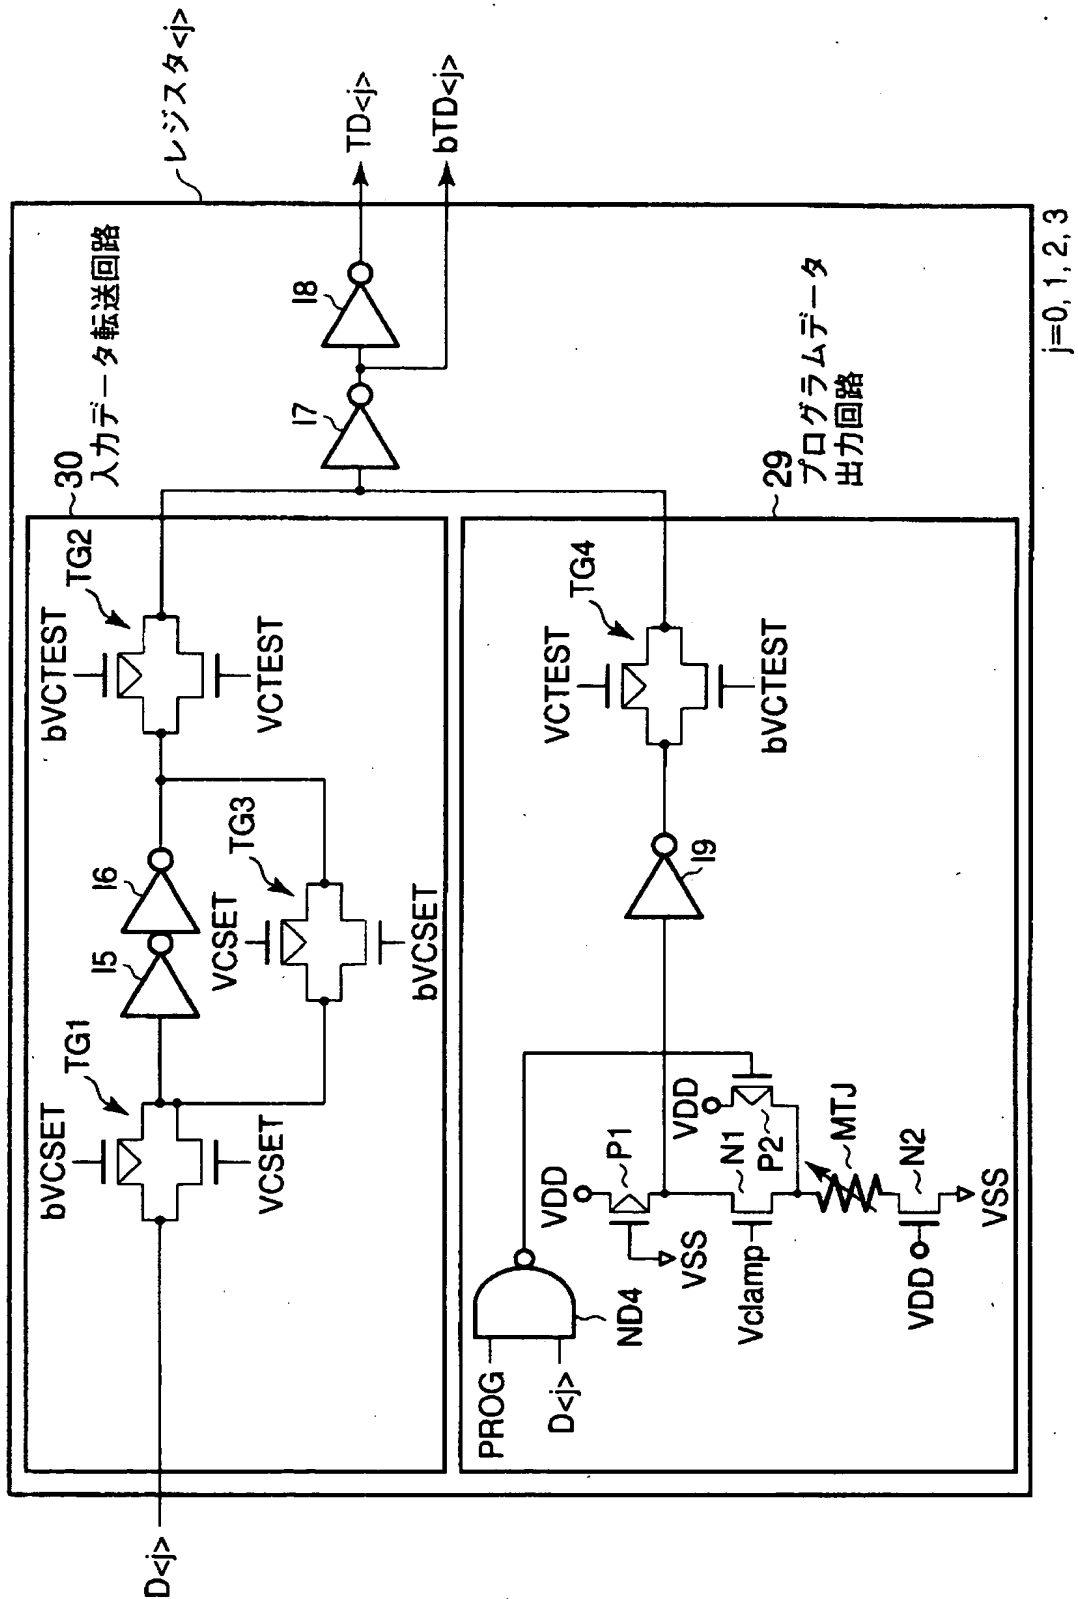 レジスタ<j>
30
入力データ転送回路
D<j>
bVCSET
TG1
VCSET
I5
I6
VCSET
TG3
bVCSET
bVCTEST
TG2
VCTEST
I7
I8
TD<j>
bTD<j>
29
プログラムデータ
出力回路
PROG
D<j>
ND4
VDD
P1
VSS
Vclamp
N1
VDD
P2
MTJ
VDD
N2
VSS
I9
VCTEST
TG4
bVCTEST
j=0, 1, 2, 3